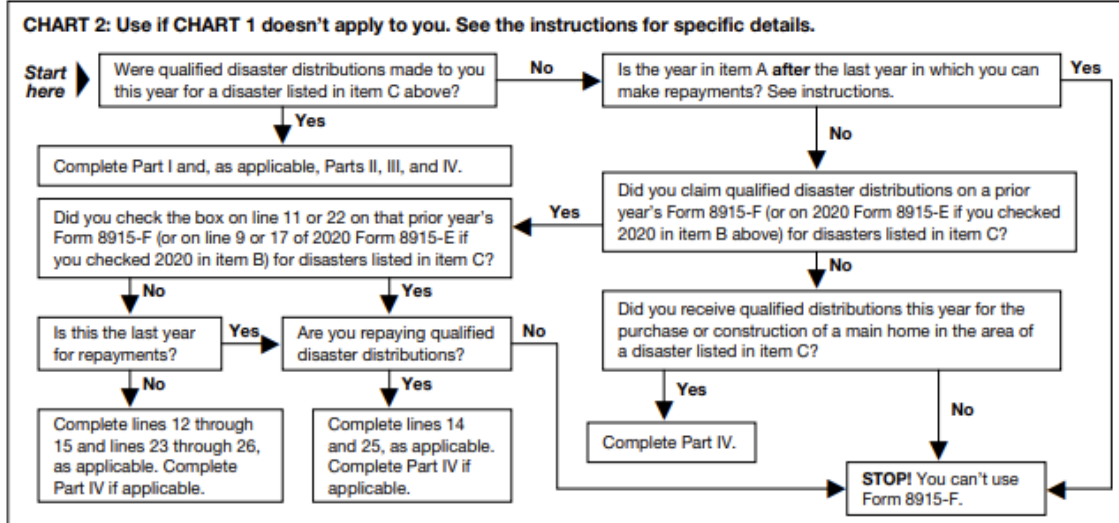 CHART 2: Use if CHART 1 doesn't apply to you. See the instructions for specific details.
Start
here
Were qualified disaster distributions made to you
this year for a disaster listed in item C above?
No
Is the year in item A after the last year in which you can
make repayments? See instructions.
Yes
Yes
No
Complete Part I and, as applicable, Parts II, III, and IV.
Did you claim qualified disaster distributions on a prior
year's Form 8915-F (or on 2020 Form 8915-E if you checked
2020 in item B above) for disasters listed in item C?
Yes
Did you check the box on line 11 or 22 on that prior year's
Form 8915-F (or on line 9 or 17 of 2020 Form 8915-E if
you checked 2020 in item B) for disasters listed in item C?
No
No
Yes
Did you receive qualified distributions this year for the
purchase or construction of a main home in the area of
a disaster listed in item C?
Is this the last year
for repayments?
Yes
Are you repaying qualified
disaster distributions?
No
No
Yes
Yes
No
Complete lines 12 through
15 and lines 23 through 26,
as applicable. Complete
Part IV if applicable.
Complete lines 14
and 25, as applicable.
Complete Part IV if
applicable.
Complete Part IV.
STOP! You can't use
Form 8915-F.